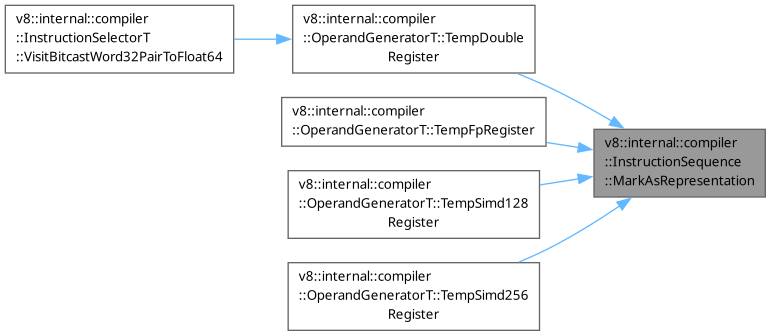 v8::internal::compiler
::InstructionSelectorT
::VisitBitcastWord32PairToFloat64
v8::internal::compiler
::OperandGeneratorT::TempDouble
Register
v8::internal::compiler
::OperandGeneratorT::TempFpRegister
v8::internal::compiler
::InstructionSequence
::MarkAsRepresentation
v8::internal::compiler
::OperandGeneratorT::TempSimd128
Register
v8::internal::compiler
::OperandGeneratorT::TempSimd256
Register